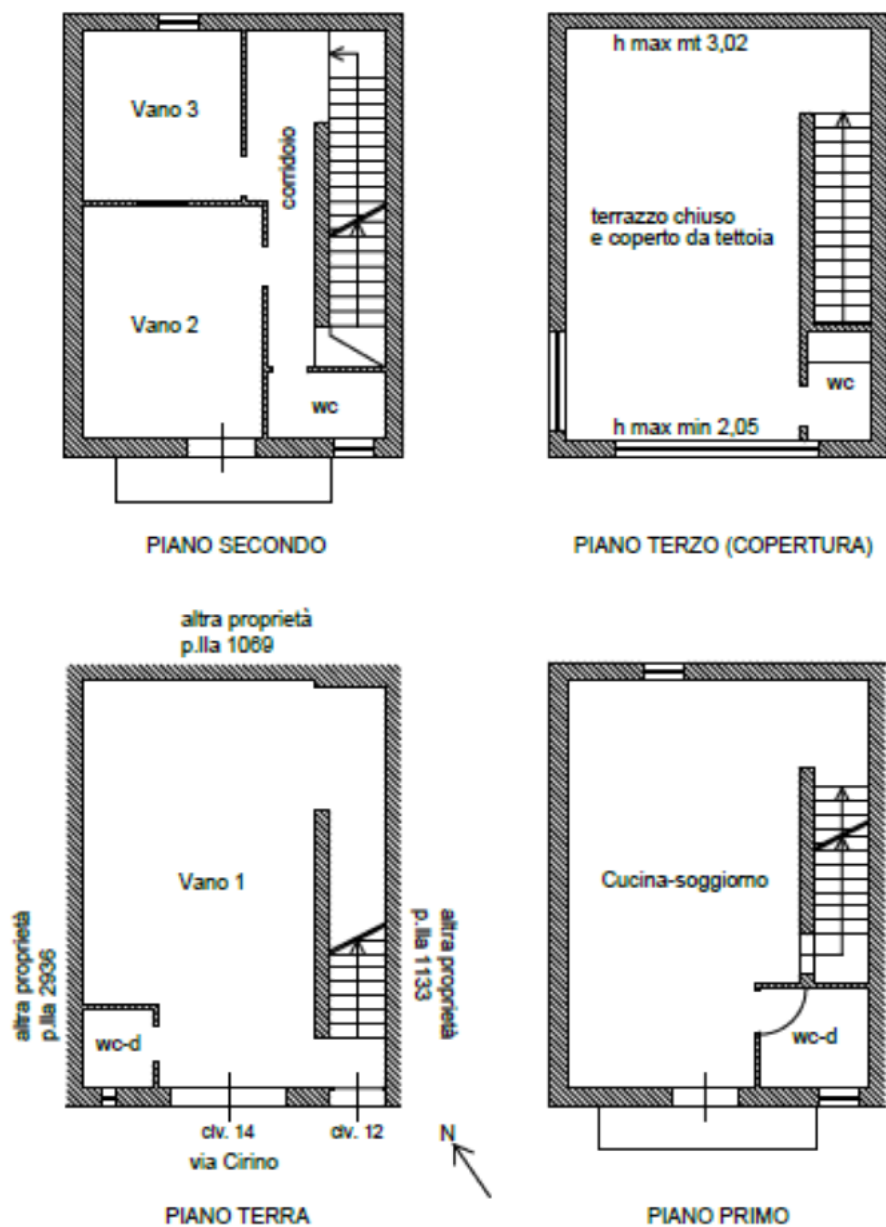 h max mt 3,02
Vano 3
corridoio
terrazzo chiuso
e coperto da tettoia
Vano 2
wc
wc
h max min 2,05
PIANO SECONDO
PIANO TERZO (COPERTURA)
altra proprietà
p.lla 1069
Vano 1
Cucina-soggiorno
altra proprietà
p.lla 2936
altra proprietà
p.lla 1133
wc-d
wc-d
civ. 14
civ. 12
N
via Cirino
PIANO TERRA
PIANO PRIMO